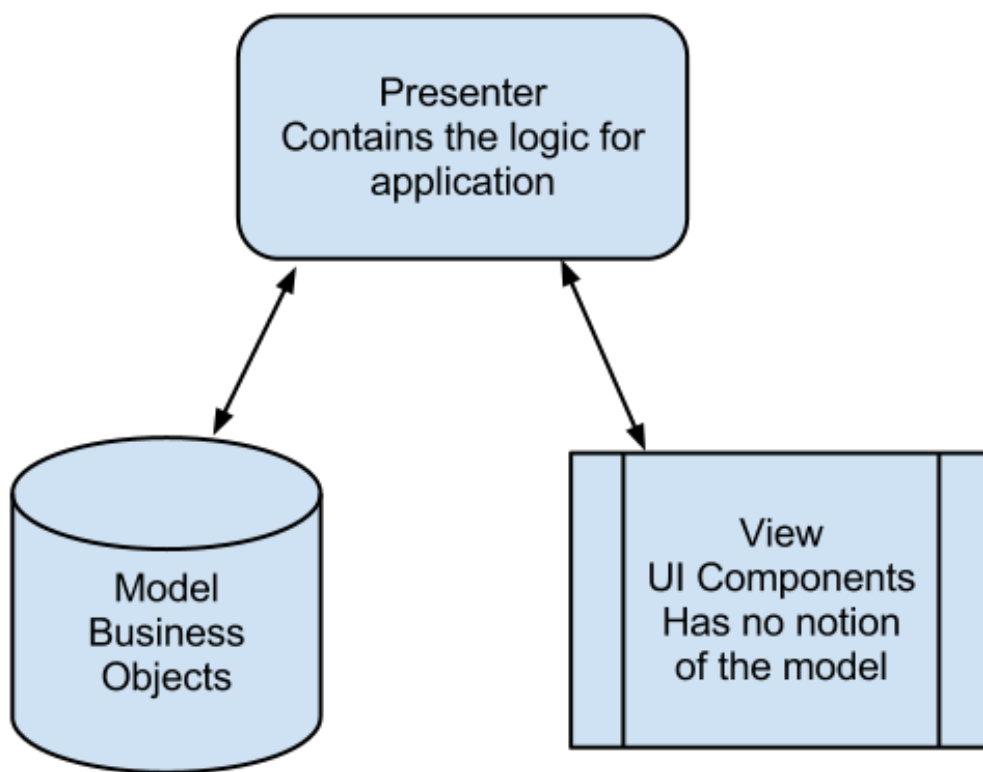 Presenter
Contains the logic for
application
Model
Business
Objects
View
UI Components
Has no notion
of the model